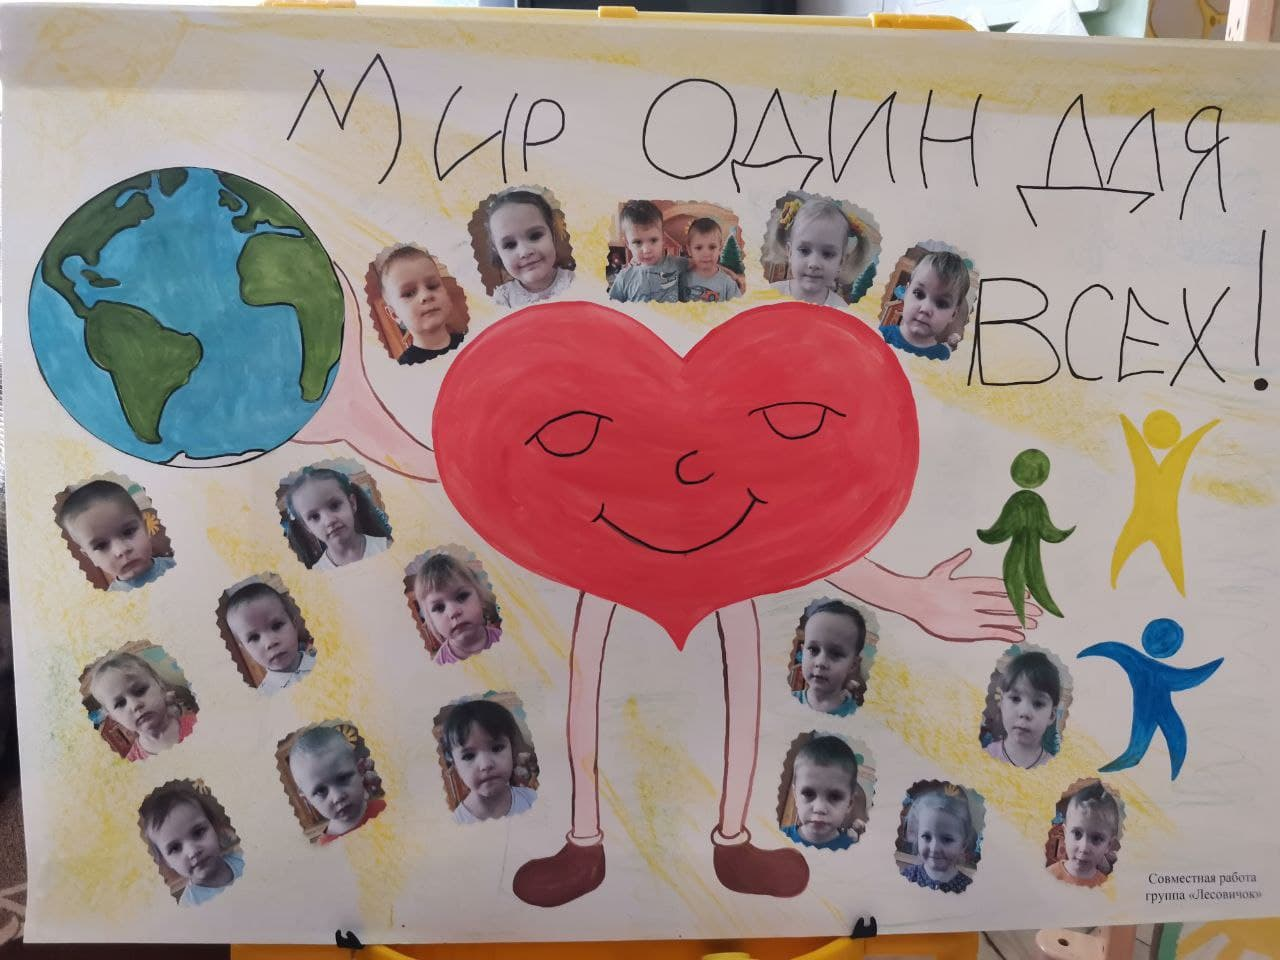 Мир один для
всех!
Совместная работа
группа «Лесовичок»